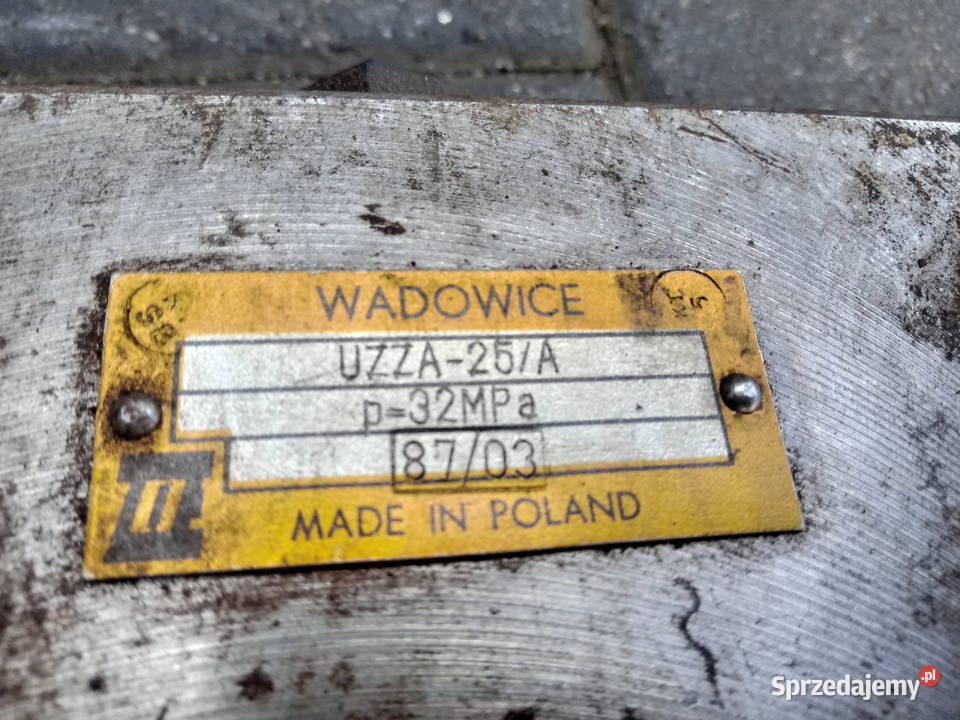 WADOWICE
UZZA-25/A
p=32MPa
87/03
MADE IN POLAND
Sprzedajemy.pl